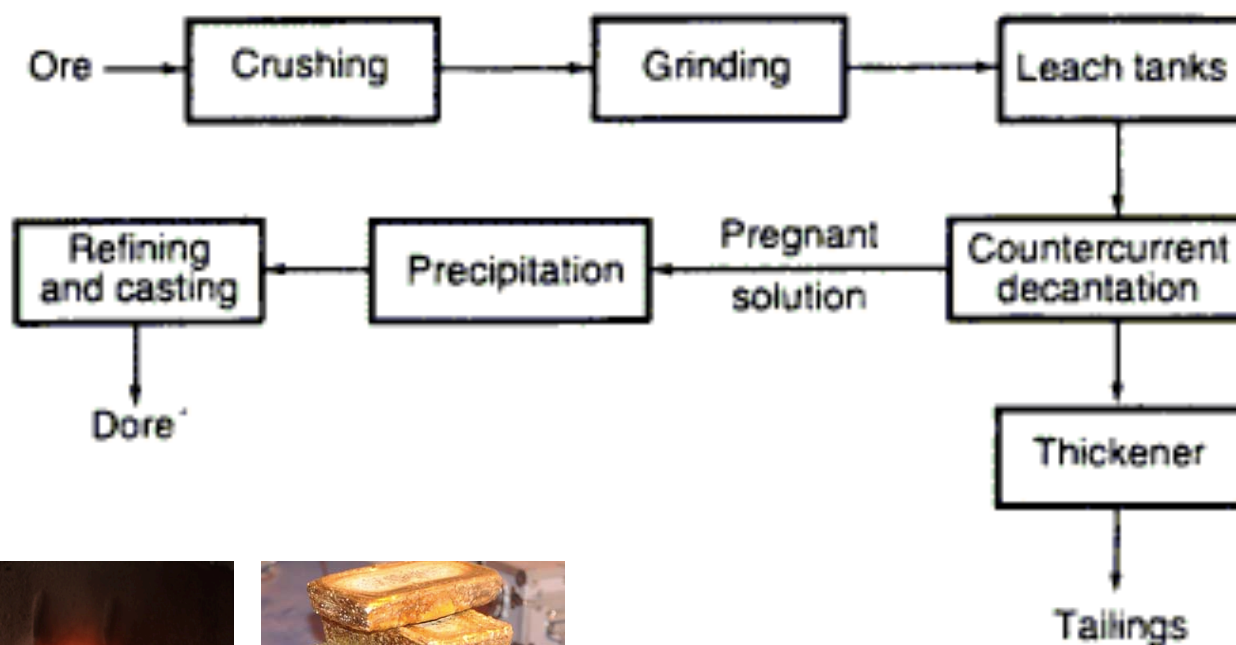 Ore
Crushing
Grinding
Leach tanks
Refining
and casting
Precipitation
Pregnant
solution
Countercurrent
decantation
Dore´
Thickener
Tailings